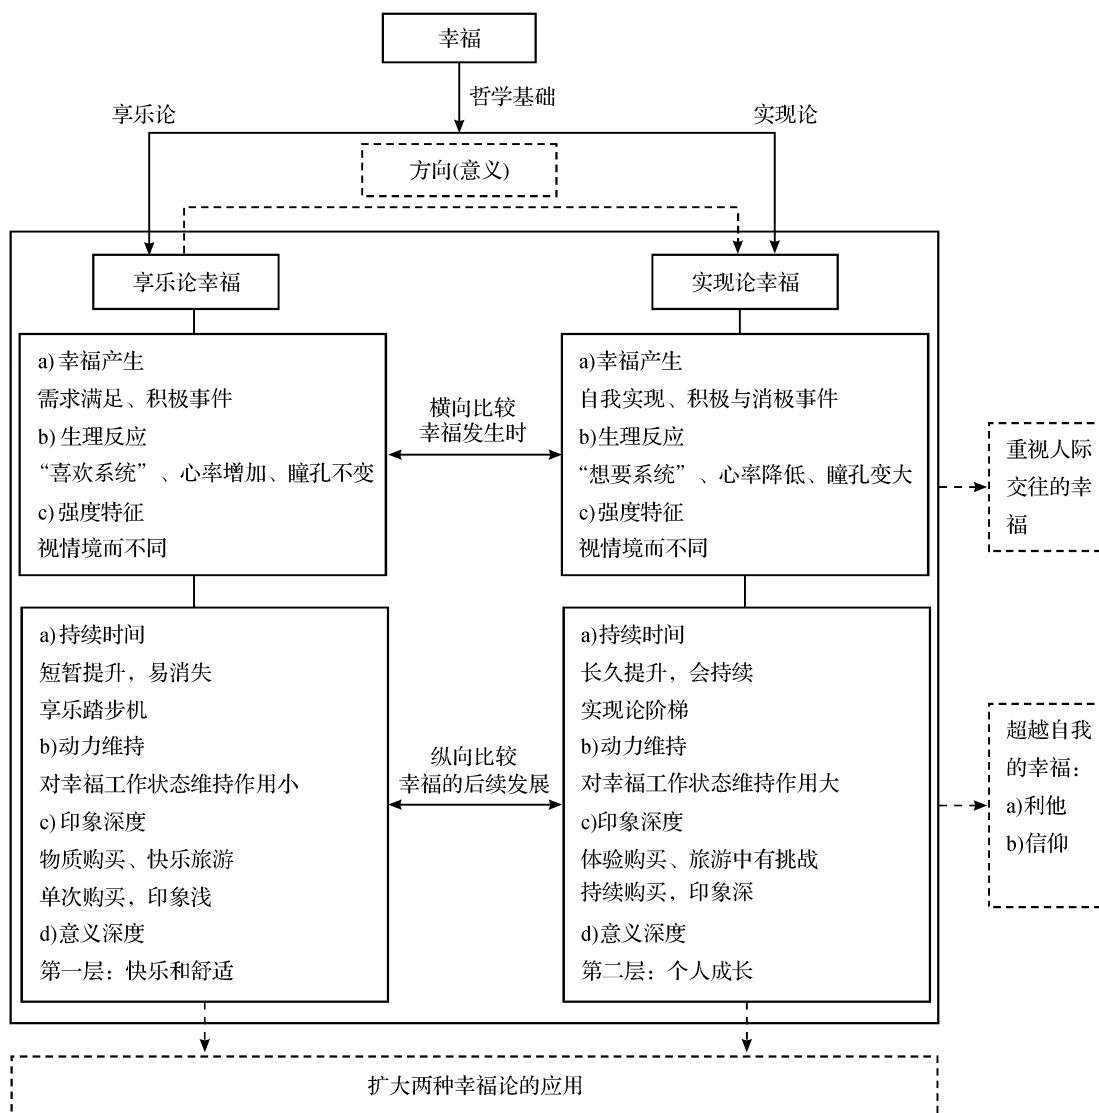 幸福
哲学基础
享乐论
实现论
方向(意义)
享乐论幸福
实现论幸福
a) 幸福产生
需求满足、积极事件
b) 生理反应
“喜欢系统”、心率增加、瞳孔不变
c) 强度特征
视情境而不同
横向比较
幸福发生时
a)幸福产生
自我实现、积极与消极事件
b)生理反应
“想要系统”、心率降低、瞳孔变大
c)强度特征
视情境而不同
重视人际
交往的幸
福
a)持续时间
短暂提升，易消失
享乐踏步机
b)动力维持
对幸福工作状态维持作用小
c)印象深度
物质购买、快乐旅游
单次购买，印象浅
d)意义深度
第一层：快乐和舒适
纵向比较
幸福的后续发展
a)持续时间
长久提升，会持续
实现论阶梯
b)动力维持
对幸福工作状态维持作用大
c)印象深度
体验购买、旅游中有挑战
持续购买，印象深
d)意义深度
第二层：个人成长
超越自我
的幸福：
a)利他
b)信仰
扩大两种幸福论的应用